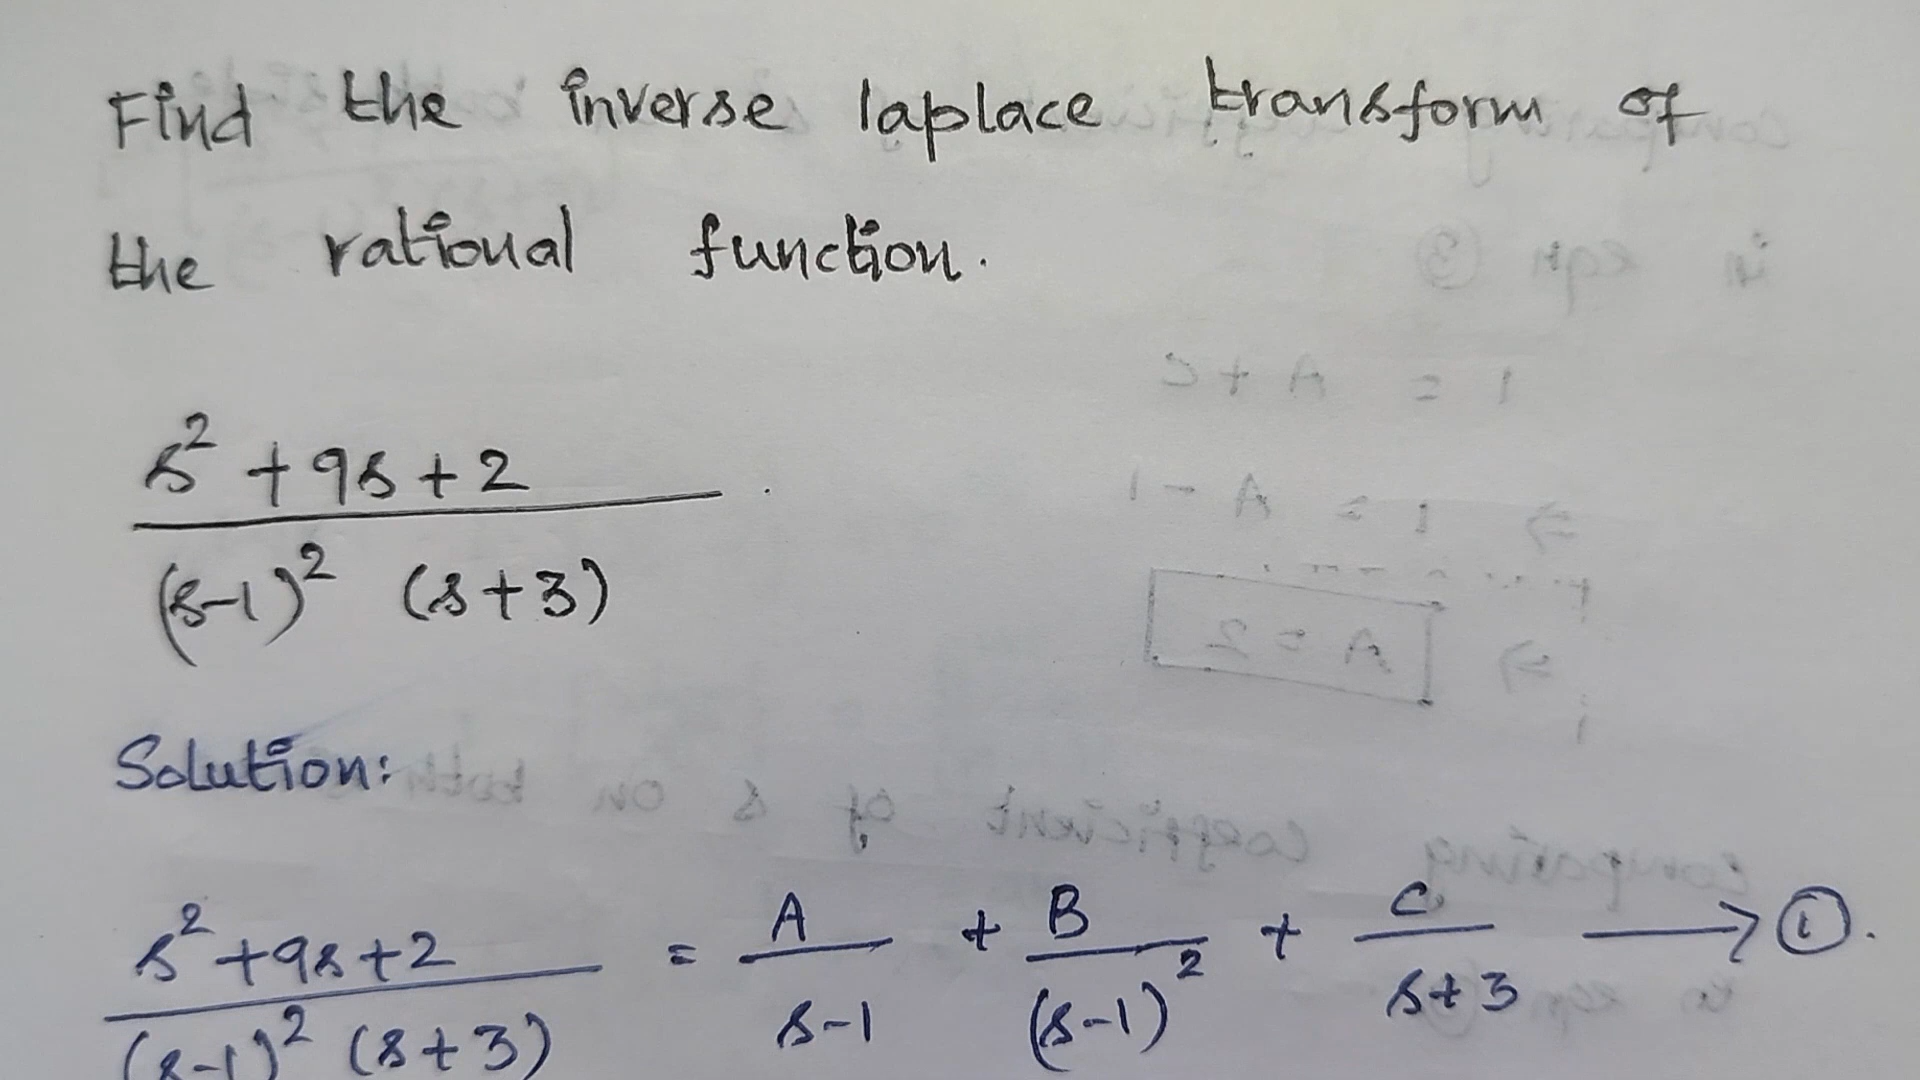 Find the inverse laplace transform of
the rational function.
s² + 9s + 2
(s-1)² (s+3)
Solution:
s² + 9s + 2 / (s-1)² (s+3) = A / s-1 + B / (s-1)² + C / s+3 → ①.